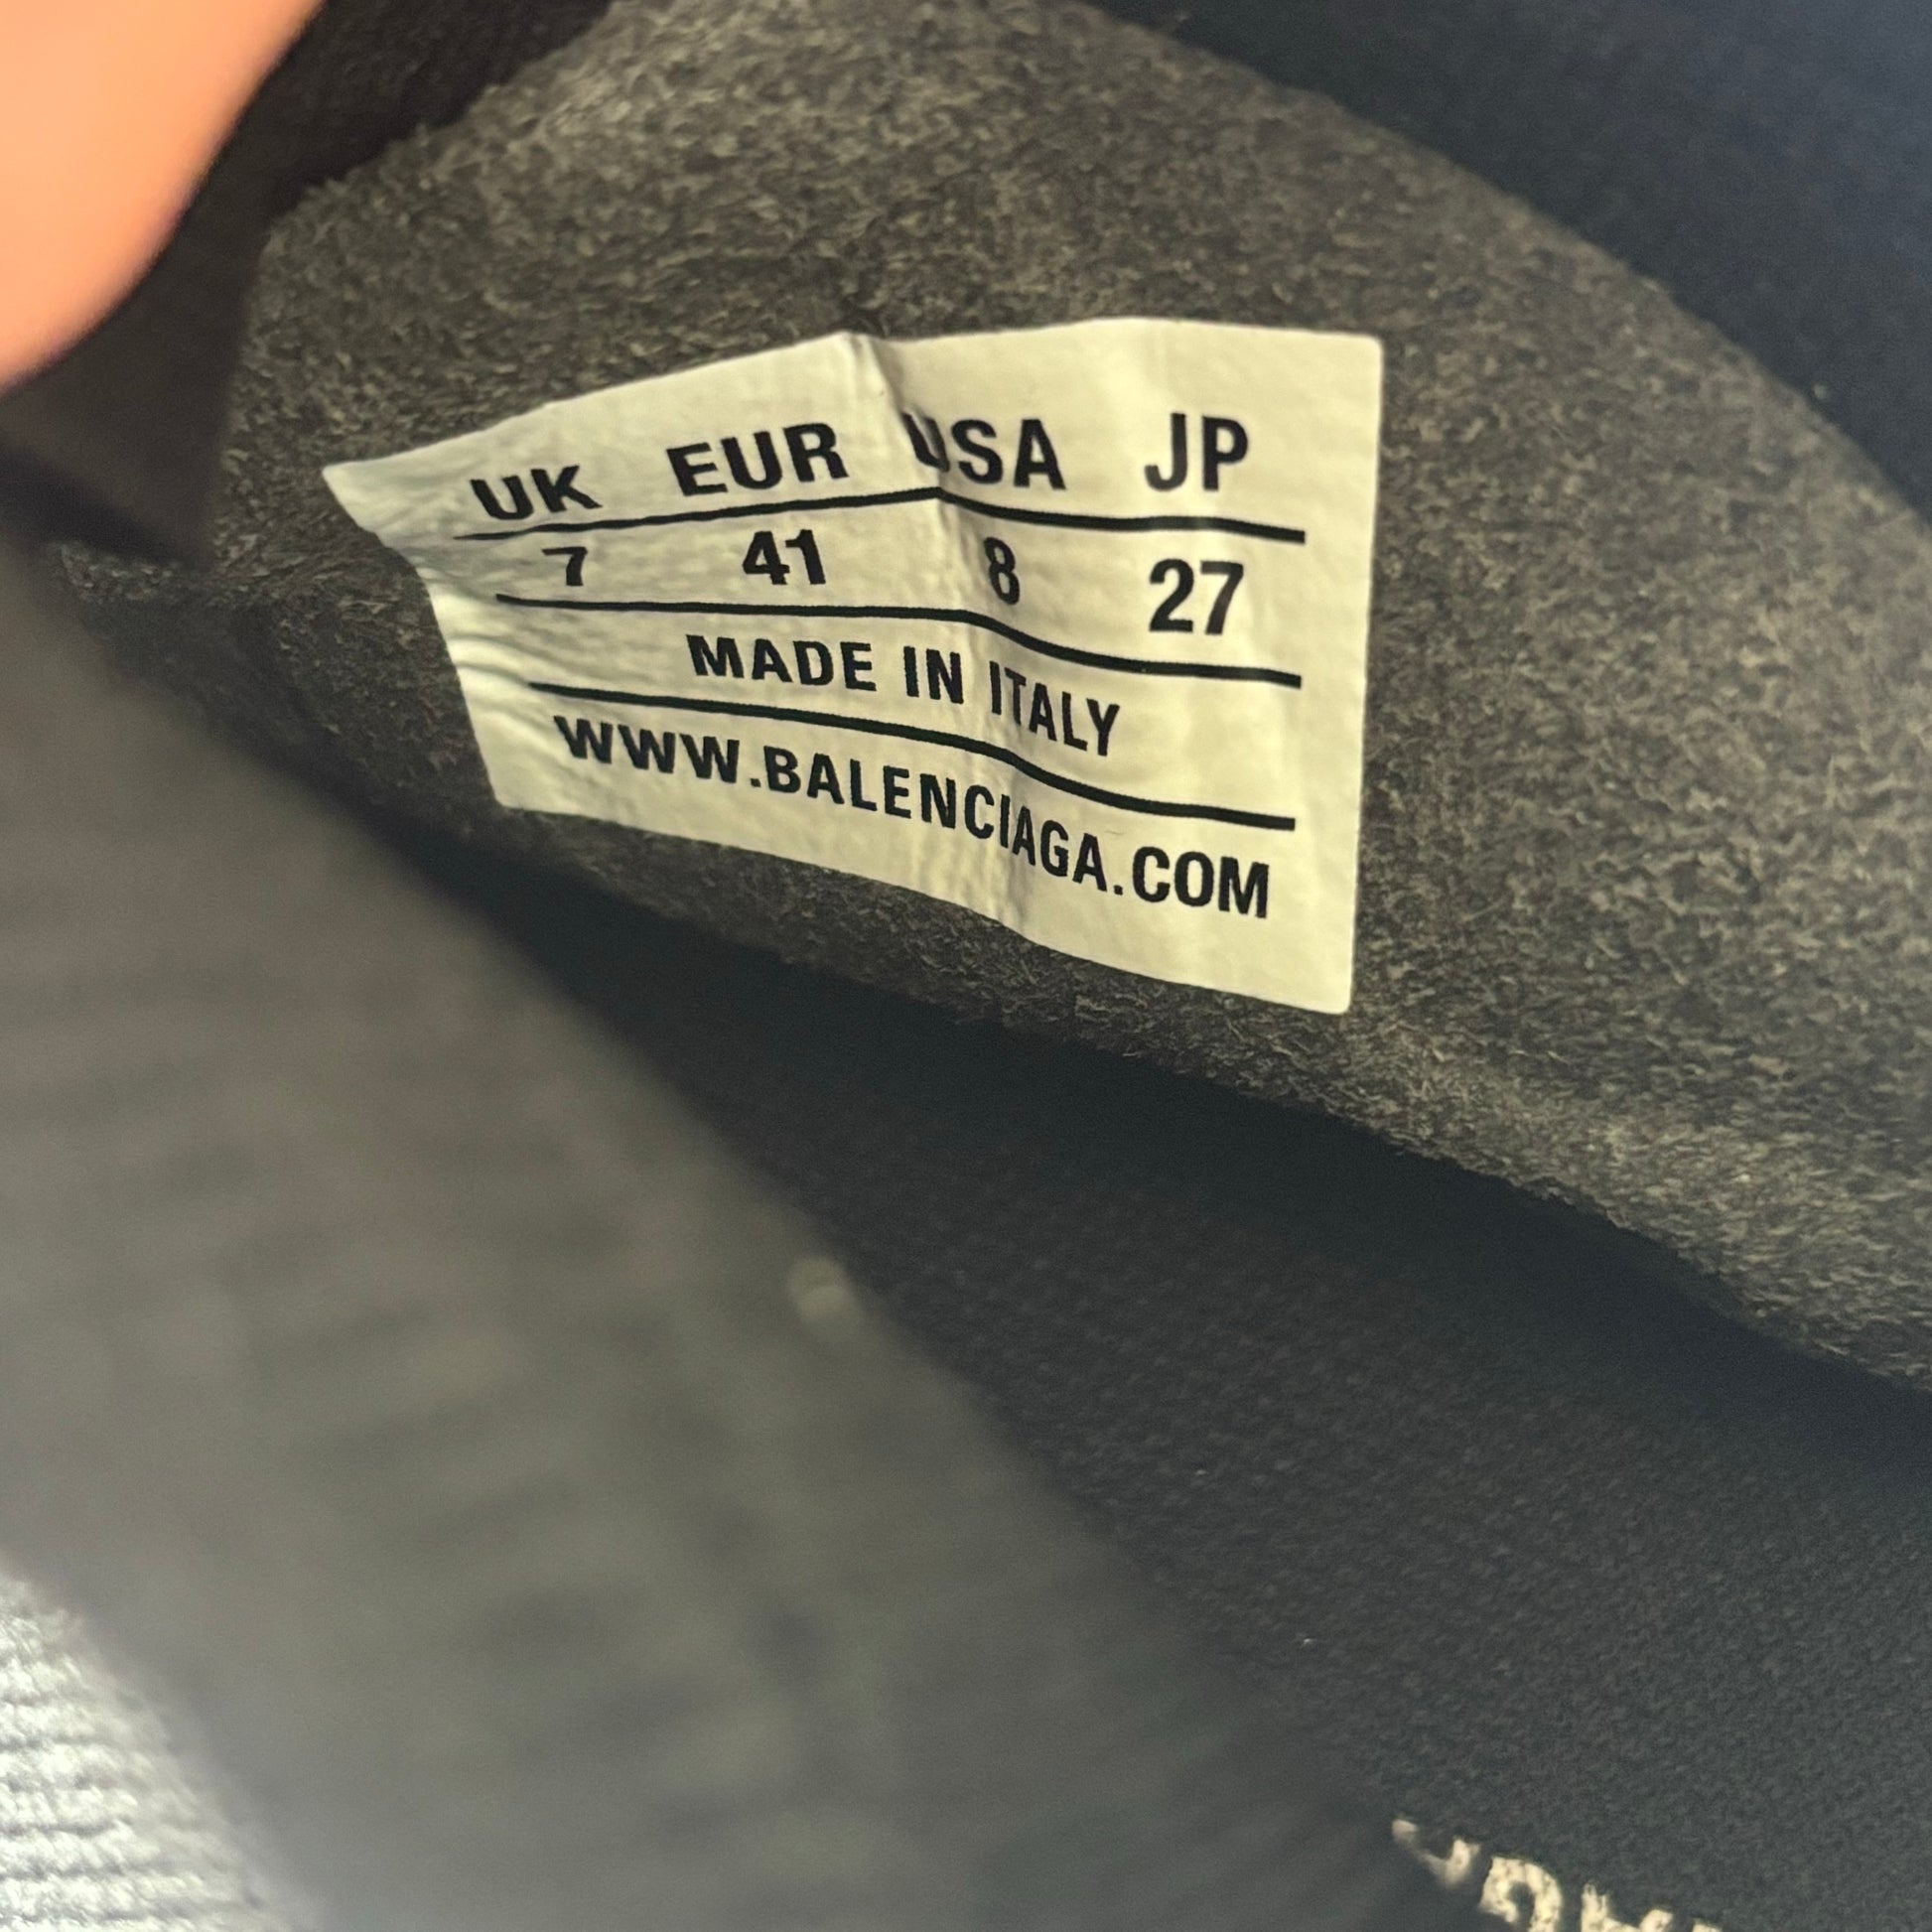 UK EUR USA JP
7 41 8 27
MADE IN ITALY
WWW.BALENCIAGA.COM